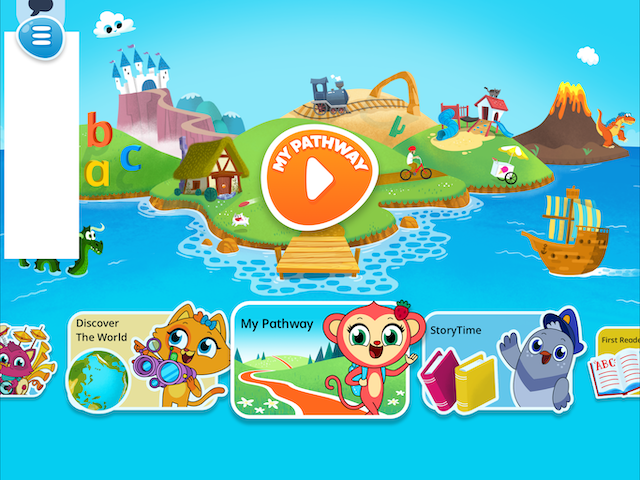 b
c
a
MY PATHWAY
Discover
The World
My Pathway
StoryTime
First Reade
ABC